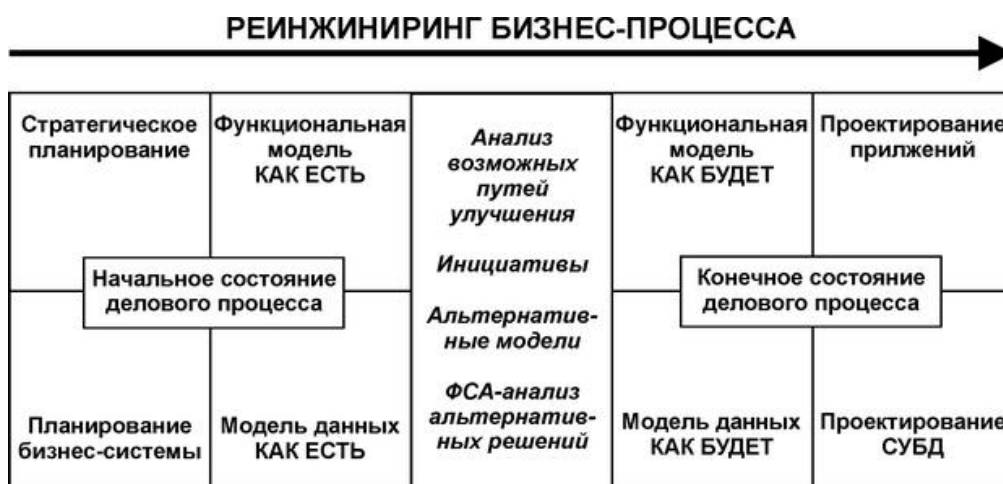 РЕИНЖИНИРИНГ БИЗНЕС-ПРОЦЕССА
Стратегическое
планирование
Функциональная
модель
КАК ЕСТЬ
Анализ
возможных
путей
улучшения
Инициативы
Альтернатив-
ные модели
ФСА-анализ
альтернатив-
ных решений
Функциональная
модель
КАК БУДЕТ
Проектирование
прилжений
Начальное состояние
делового процесса
Конечное состояние
делового процесса
Планирование
бизнес-системы
Модель данных
КАК ЕСТЬ
Модель данных
КАК БУДЕТ
Проектирование
СУБД